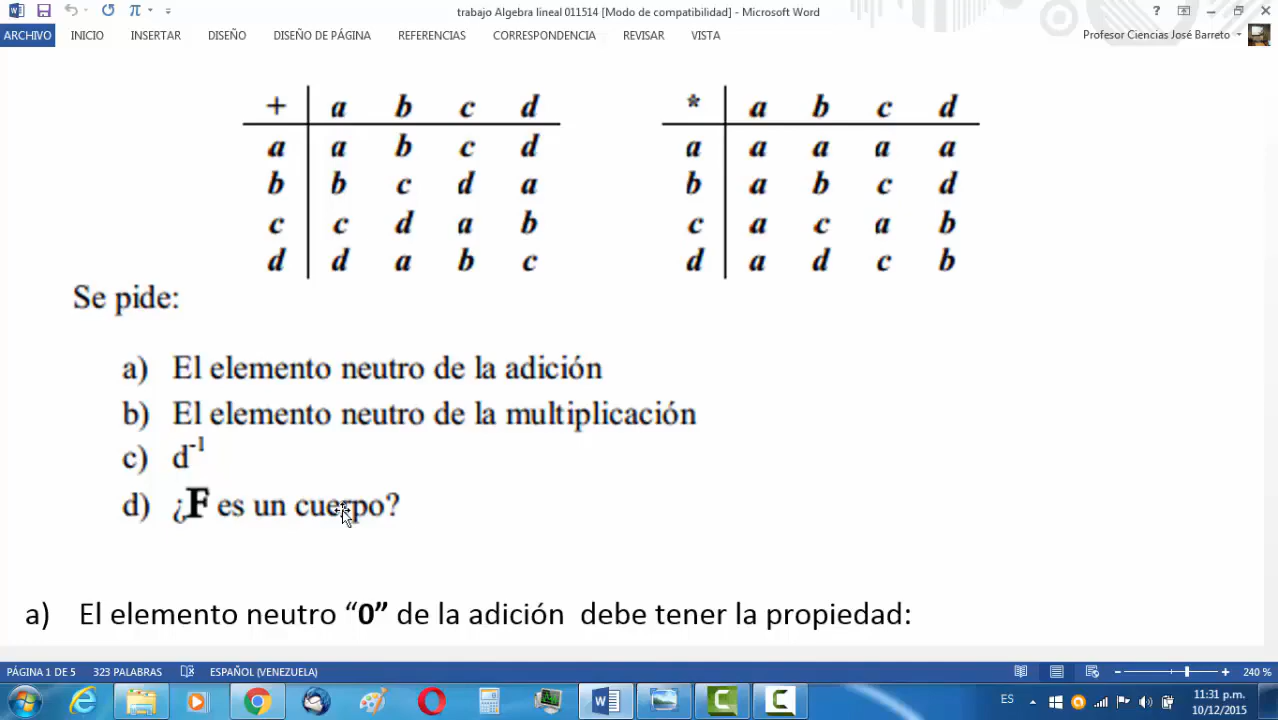 trabajo Algebra lineal 011514 [Modo de compatibilidad] - Microsoft Word
ARCHIVO INICIO INSERTAR DISEÑO DISEÑO DE PÁGINA REFERENCIAS CORRESPONDENCIA REVISAR VISTA Profesor Ciencias José Barreto
+ a b c d * a b c d
a a b c d a a a a a
b b c d a b a b c d
c c d a b c a c a b
d d a b c d a d c b
Se pide:
a) El elemento neutro de la adición
b) El elemento neutro de la multiplicación
c) d⁻¹
d) ¿F es un cuerpo?
a) El elemento neutro “0” de la adición debe tener la propiedad:
PÁGINA 1 DE 5 323 PALABRAS ESPAÑOL (VENEZUELA) 240 %
ES 11:31 p.m.
10/12/2015